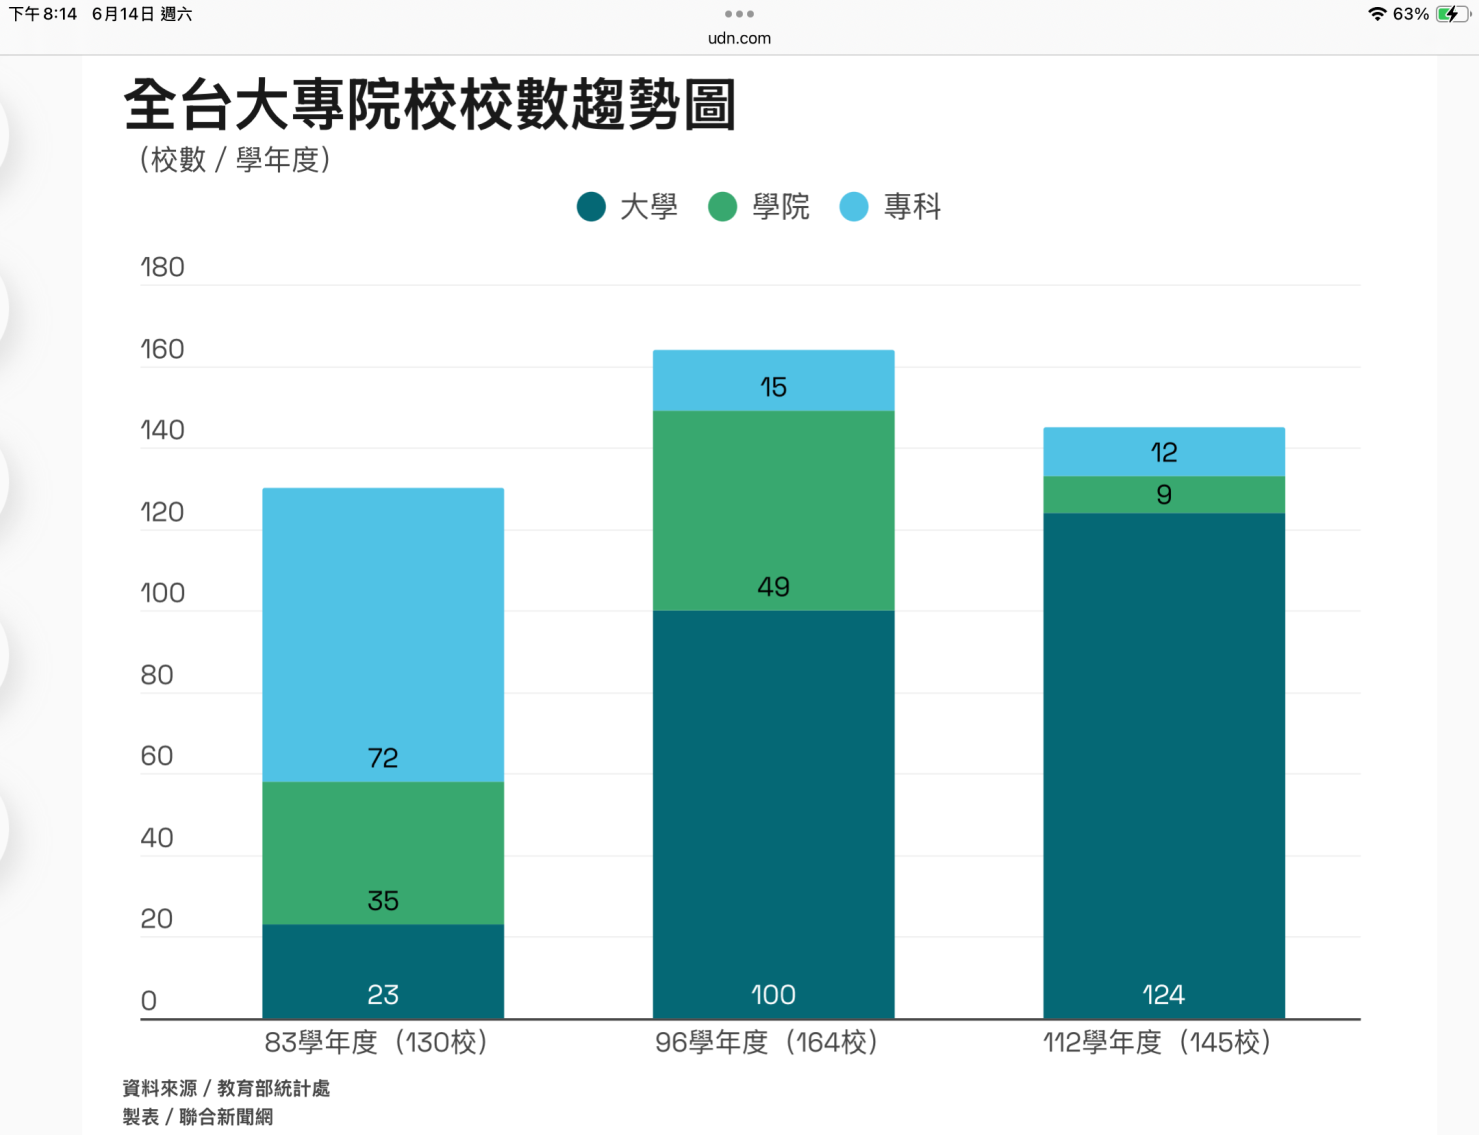 下午8:14 6月14日 週六
63%
udn.com
全台大專院校校數趨勢圖
（校數 / 學年度）
大學 學院 專科
180
160
15
140
12
9
120
100
49
80
72
60
40
35
20
23 100 124
0
83學年度（130校） 96學年度（164校） 112學年度（145校）
資料來源 / 教育部統計處
製表 / 聯合新聞網